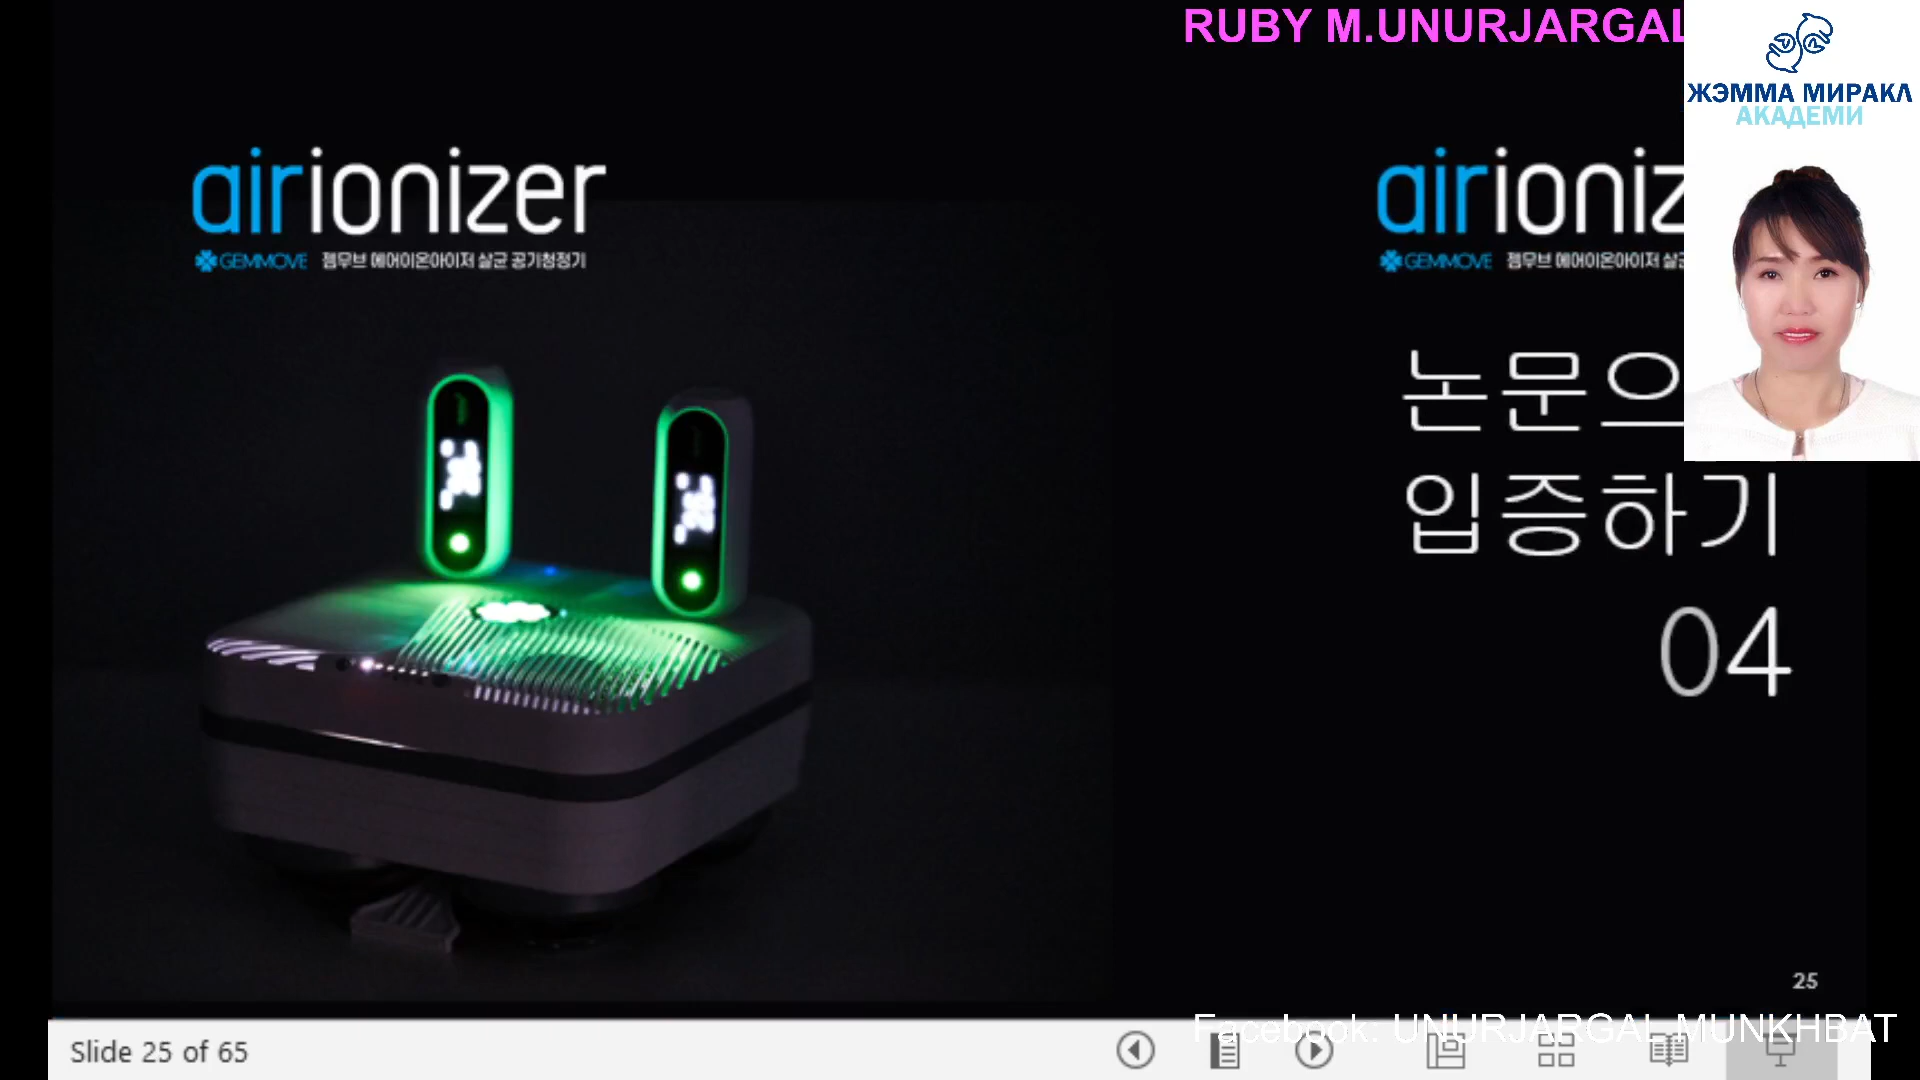 RUBY M.UNURJARGAL
ЖЭММА МИРАКЛ
АКАДЕМИ
airionizer
GEMMOVE 젬무브 에어이온아이저 살균 공기청정기
airioniz
GEMMOVE 젬무브 에어이온아이저 살균
논문으
입증하기
04
25
Facebook: UNURJARGAL MUNKHBAT
Slide 25 of 65